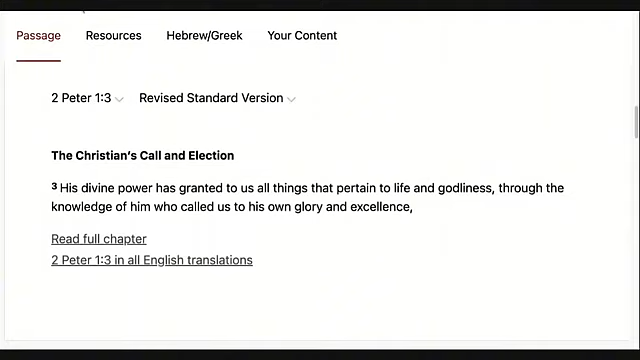 Passage Resources Hebrew/Greek Your Content
2 Peter 1:3 Revised Standard Version
The Christian’s Call and Election
3 His divine power has granted to us all things that pertain to life and godliness, through the
knowledge of him who called us to his own glory and excellence,
Read full chapter
2 Peter 1:3 in all English translations